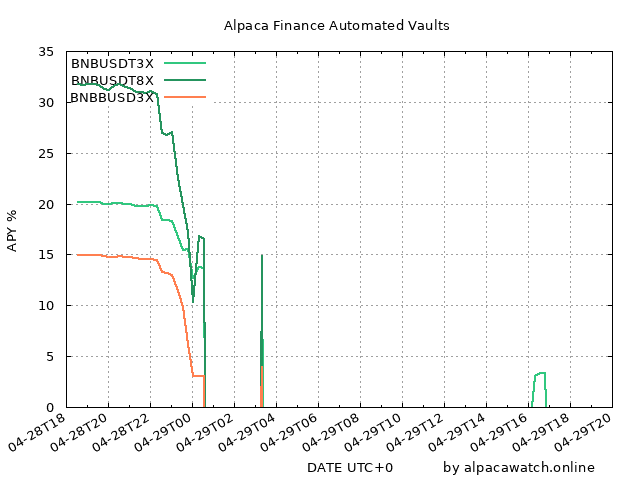 Alpaca Finance Automated Vaults
BNBUSDT3X
BNBUSDT8X
BNBBUSD3X
APY %
35
30
25
20
15
10
5
0
04-28T18
04-28T20
04-28T22
04-29T00
04-29T02
04-29T04
04-29T06
04-29T08
04-29T10
04-29T12
04-29T14
04-29T16
04-29T18
04-29T20
DATE UTC+0
by alpacawatch.online